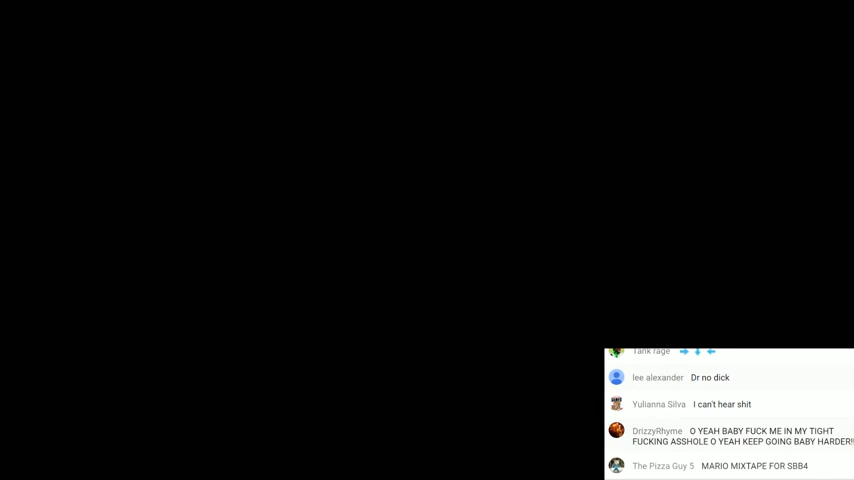 Tank rage ➡ ⬇ ⬅
lee alexander Dr no dick
Yulianna Silva I can't hear shit
DrizzyRhyme O YEAH BABY FUCK ME IN MY TIGHT
FUCKING ASSHOLE O YEAH KEEP GOING BABY HARDER!!
The Pizza Guy 5 MARIO MIXTAPE FOR SBB4